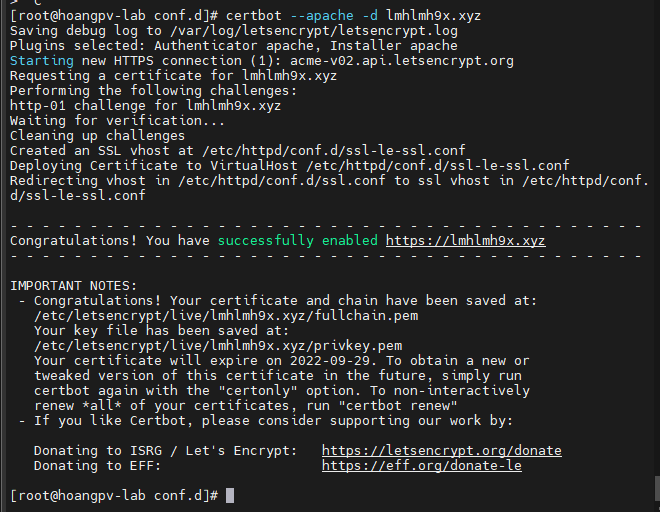 [root@hoangpv-lab conf.d]# certbot --apache -d lmhlmh9x.xyz
Saving debug log to /var/log/letsencrypt/letsencrypt.log
Plugins selected: Authenticator apache, Installer apache
Starting new HTTPS connection (1): acme-v02.api.letsencrypt.org
Requesting a certificate for lmhlmh9x.xyz
Performing the following challenges:
http-01 challenge for lmhlmh9x.xyz
Waiting for verification...
Cleaning up challenges
Created an SSL vhost at /etc/httpd/conf.d/ssl-le-ssl.conf
Deploying Certificate to VirtualHost /etc/httpd/conf.d/ssl-le-ssl.conf
Redirecting vhost in /etc/httpd/conf.d/ssl.conf to ssl vhost in /etc/httpd/conf.
d/ssl-le-ssl.conf
- - - - - - - - - - - - - - - - - - - - - - - - - - - - - - - - - - - - - - - -
Congratulations! You have successfully enabled https://lmhlmh9x.xyz
- - - - - - - - - - - - - - - - - - - - - - - - - - - - - - - - - - - - - - - -
IMPORTANT NOTES:
- Congratulations! Your certificate and chain have been saved at:
/etc/letsencrypt/live/lmhlmh9x.xyz/fullchain.pem
Your key file has been saved at:
/etc/letsencrypt/live/lmhlmh9x.xyz/privkey.pem
Your certificate will expire on 2022-09-29. To obtain a new or
tweaked version of this certificate in the future, simply run
certbot again with the "certonly" option. To non-interactively
renew *all* of your certificates, run "certbot renew"
- If you like Certbot, please consider supporting our work by:
Donating to ISRG / Let's Encrypt: https://letsencrypt.org/donate
Donating to EFF: https://eff.org/donate-le
[root@hoangpv-lab conf.d]#